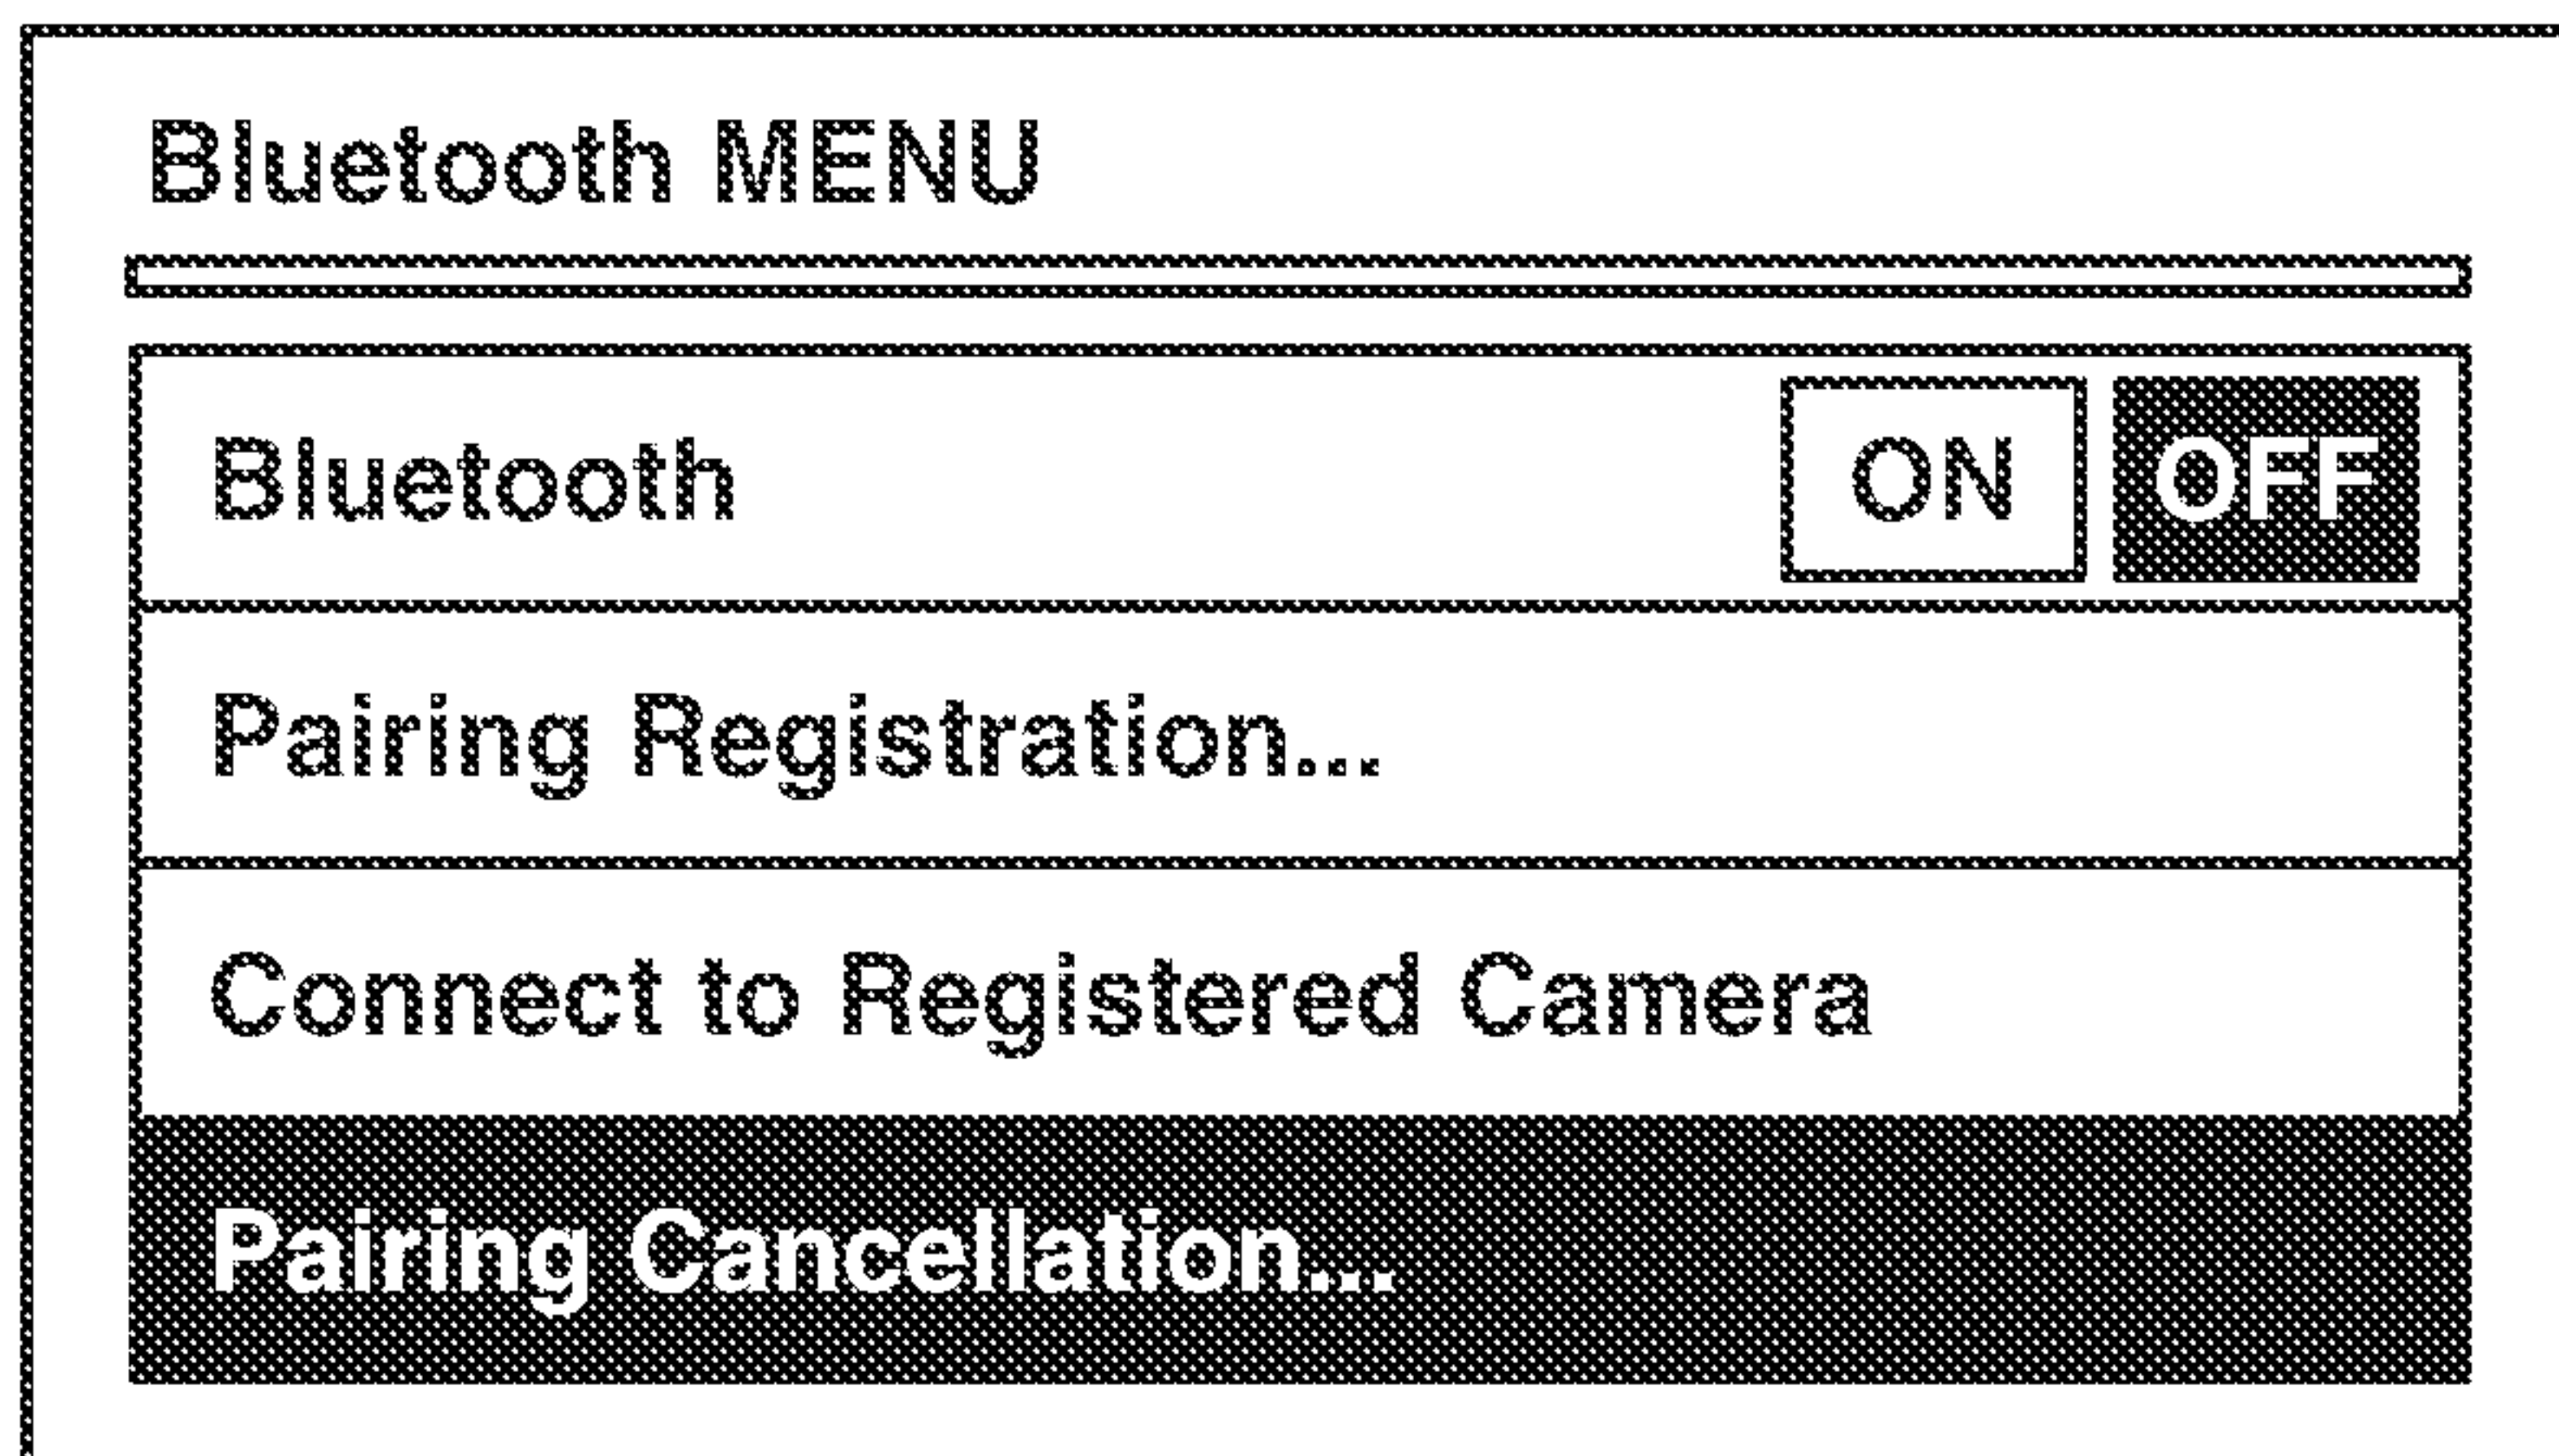 Bluetooth MENU
Bluetooth ON OFF
Pairing Registration...
Connect to Registered Camera
Pairing Cancellation...